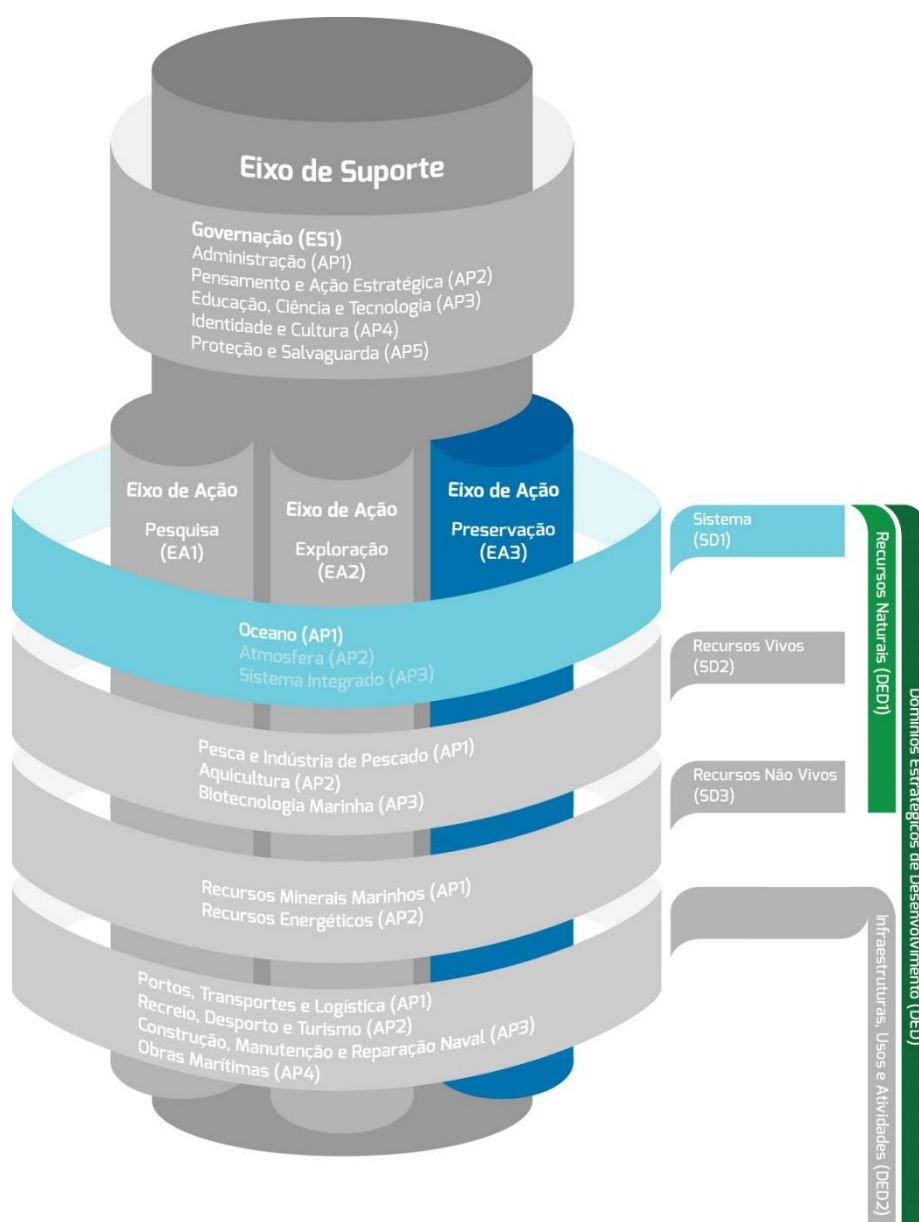 Eixo de Suporte
Governação (ES1)
Administração (AP1)
Pensamento e Ação Estratégica (AP2)
Educação, Ciência e Tecnologia (AP3)
Identidade e Cultura (AP4)
Proteção e Salvaguarda (AP5)
Eixo de Ação
Pesquisa
(EA1)
Eixo de Ação
Exploração
(EA2)
Eixo de Ação
Preservação
(EA3)
Oceano (AP1)
Atmosfera (AP2)
Sistema Integrado (AP3)
Sistema
(SD1)
Pesca e Indústria de Pescado (AP1)
Aquicultura (AP2)
Biotecnologia Marinha (AP3)
Recursos Vivos
(SD2)
Recursos Minerais Marinhos (AP1)
Recursos Energéticos (AP2)
Recursos Não Vivos
(SD3)
Portos, Transportes e Logística (AP1)
Recreio, Desporto e Turismo (AP2)
Construção, Manutenção e Reparação Naval (AP3)
Obras Marítimas (AP4)
Recursos Naturais (DED1)
Infraestruturas, Usos e Atividades (DED2)
Domínios Estratégicos de Desenvolvimento (DED)